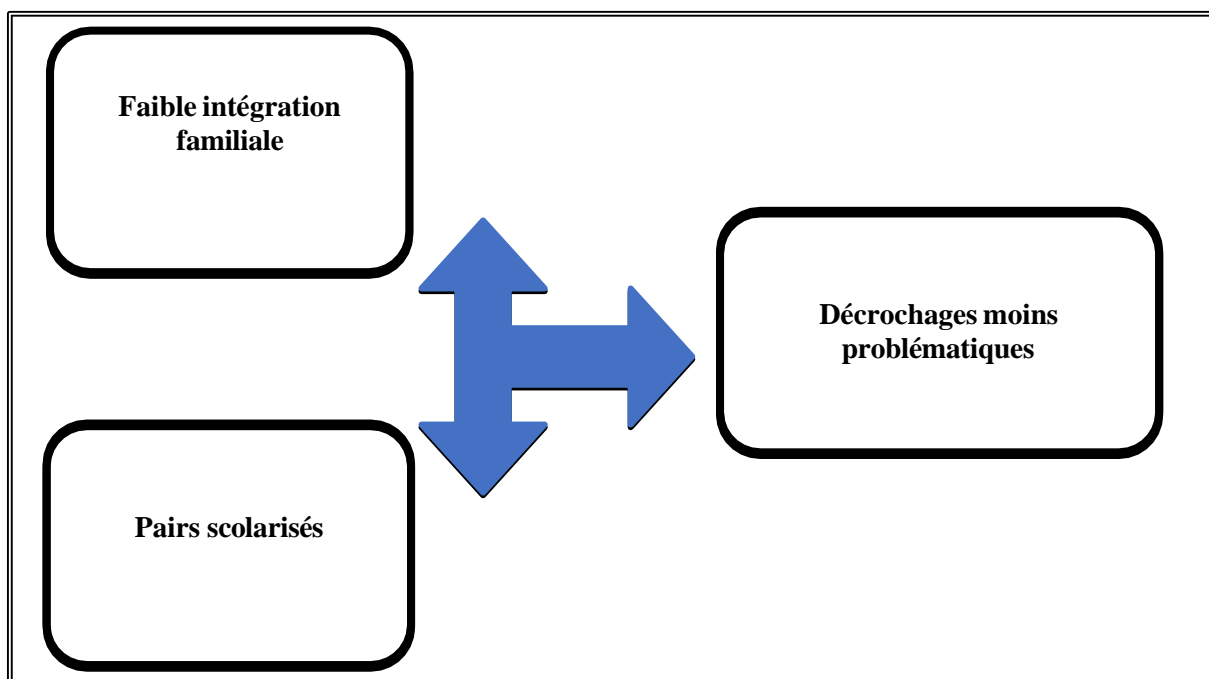 Faible intégration
familiale
Décrochages moins
problématiques
Pairs scolarisés